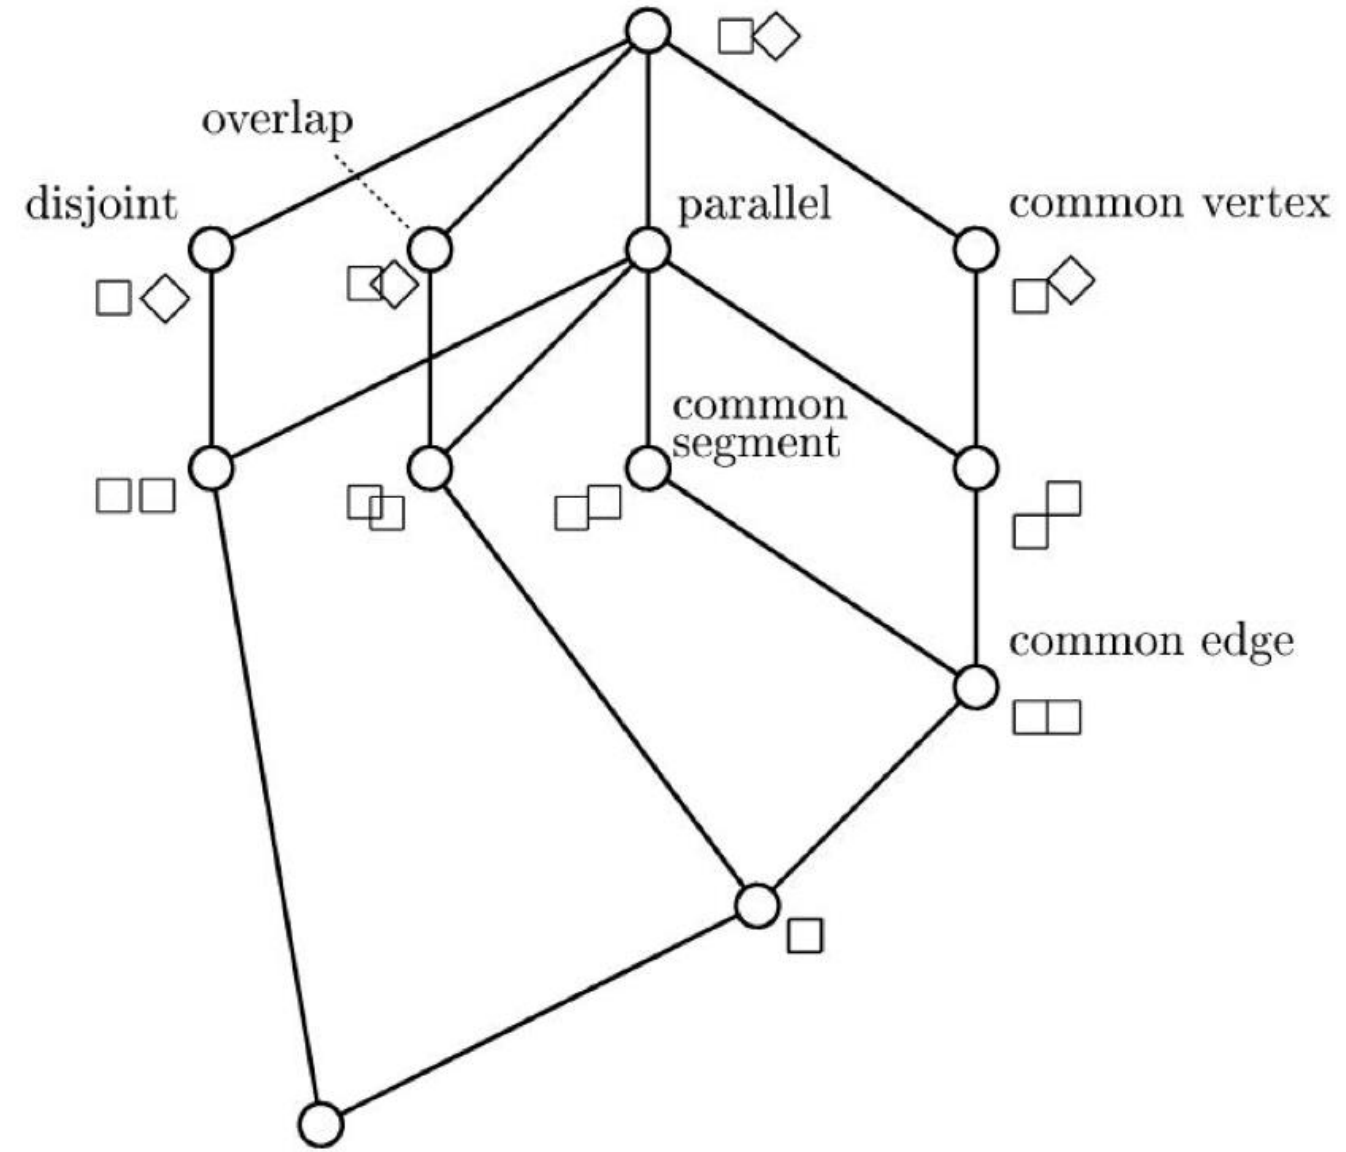 overlap
disjoint
parallel
common vertex
common
segment
common edge